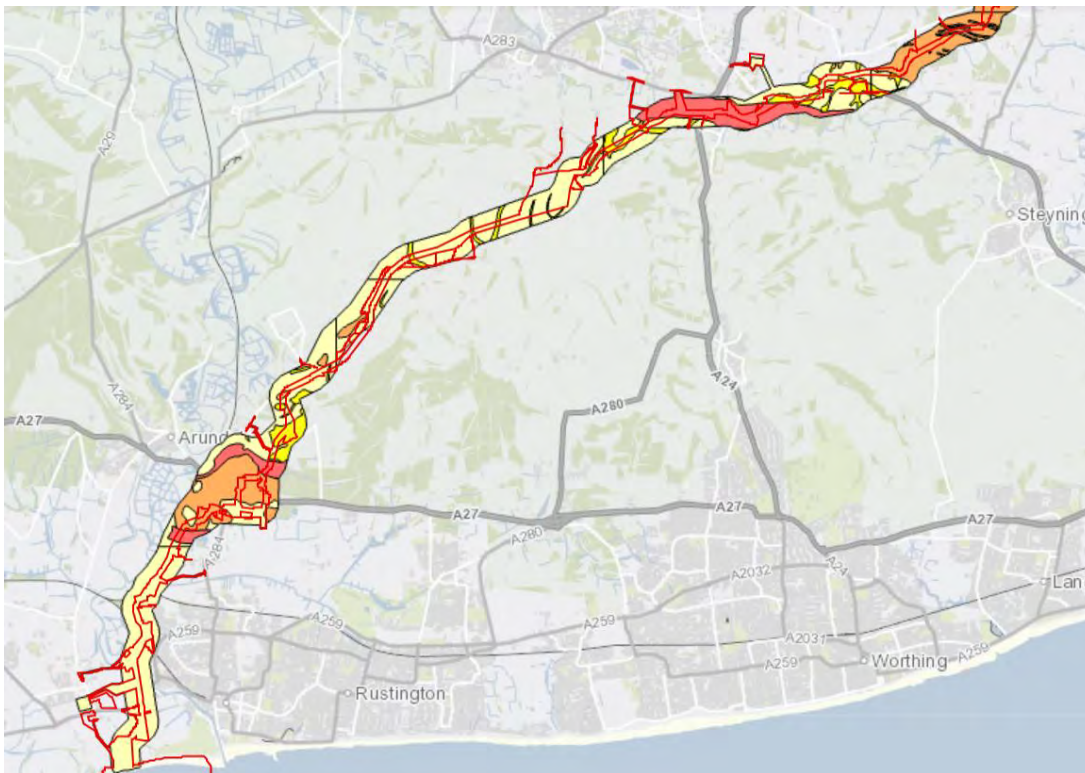 A283
A29
Steyning
A280
A24
A27
A284
Arund
A27
A27
A27
A280
A284
A2032
A24
Lan
A259
A259
A259
A2031
A259
Worthing
A259
Rustington